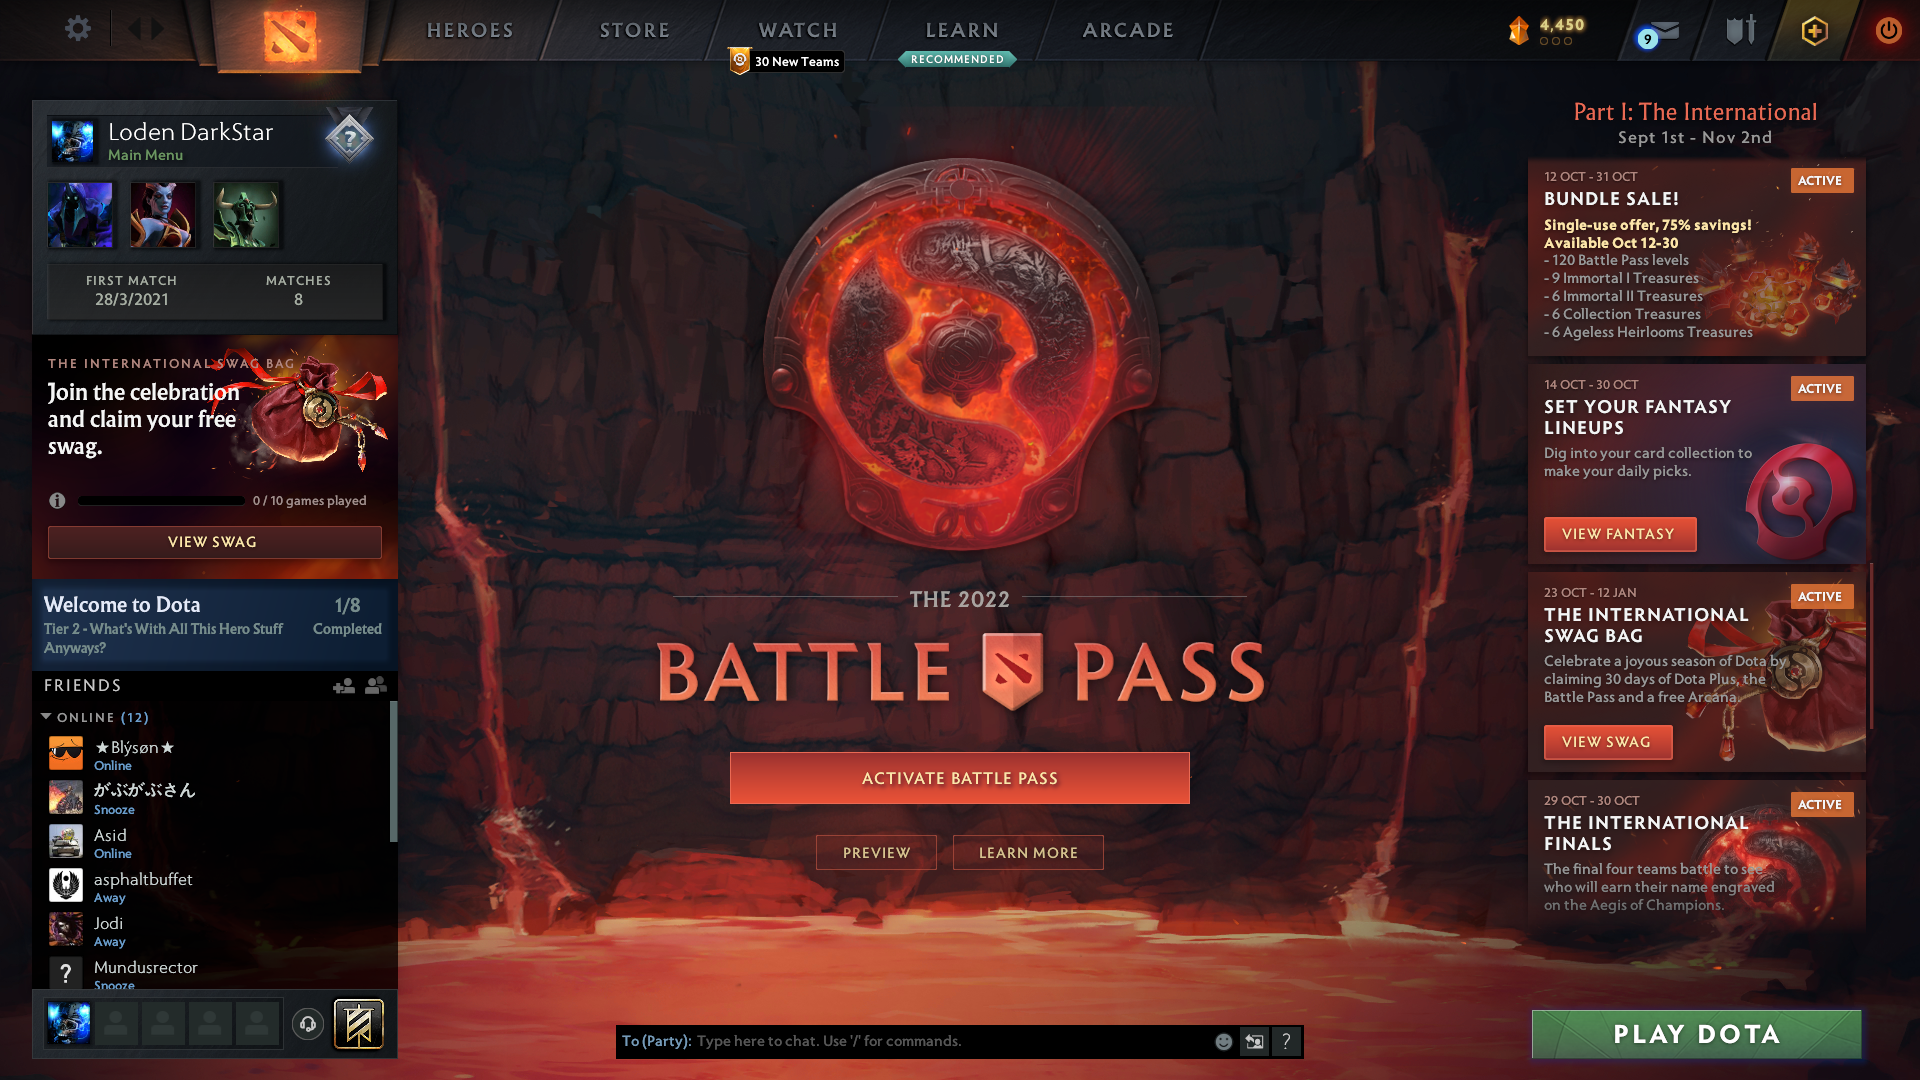 HEROES
STORE
WATCH
LEARN
ARCADE
30 New Teams
RECOMMENDED
4,450
9
Loden DarkStar
Main Menu
?
FIRST MATCH
28/3/2021
MATCHES
8
THE INTERNATIONAL SWAG BAG
Join the celebration
and claim your free
swag.
0 / 10 games played
VIEW SWAG
Welcome to Dota
1/8
Tier 2 - What's With All This Hero Stuff
Anyways?
Completed
FRIENDS
ONLINE (12)
★Blýsøn★
Online
がぶがぶさん
Snooze
Asid
Online
asphaltbuffet
Away
Jodi
Away
?
Mundusrector
Snooze
THE 2022
BATTLE PASS
ACTIVATE BATTLE PASS
PREVIEW
LEARN MORE
To (Party): Type here to chat. Use '/' for commands.
?
Part I: The International
Sept 1st - Nov 2nd
12 OCT - 31 OCT
ACTIVE
BUNDLE SALE!
Single-use offer, 75% savings!
Available Oct 12-30
- 120 Battle Pass levels
- 9 Immortal I Treasures
- 6 Immortal II Treasures
- 6 Collection Treasures
- 6 Ageless Heirlooms Treasures
14 OCT - 30 OCT
ACTIVE
SET YOUR FANTASY
LINEUPS
Dig into your card collection to
make your daily picks.
VIEW FANTASY
23 OCT - 12 JAN
ACTIVE
THE INTERNATIONAL
SWAG BAG
Celebrate a joyous season of Dota by
claiming 30 days of Dota Plus, the
Battle Pass and a free Arcana.
VIEW SWAG
29 OCT - 30 OCT
ACTIVE
THE INTERNATIONAL
FINALS
The final four teams battle to see
who will earn their name engraved
on the Aegis of Champions.
PLAY DOTA